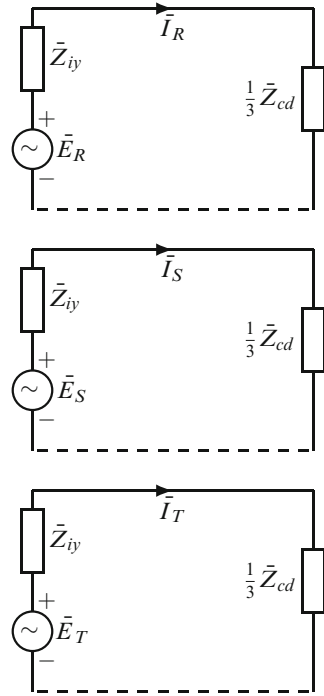 Ī_R
Z̄_iy
+
1/3 Z̄_cd
∼ Ē_R
−
Ī_S
Z̄_iy
1/3 Z̄_cd
+
∼ Ē_S
−
Ī_T
Z̄_iy
1/3 Z̄_cd
+
∼ Ē_T
−